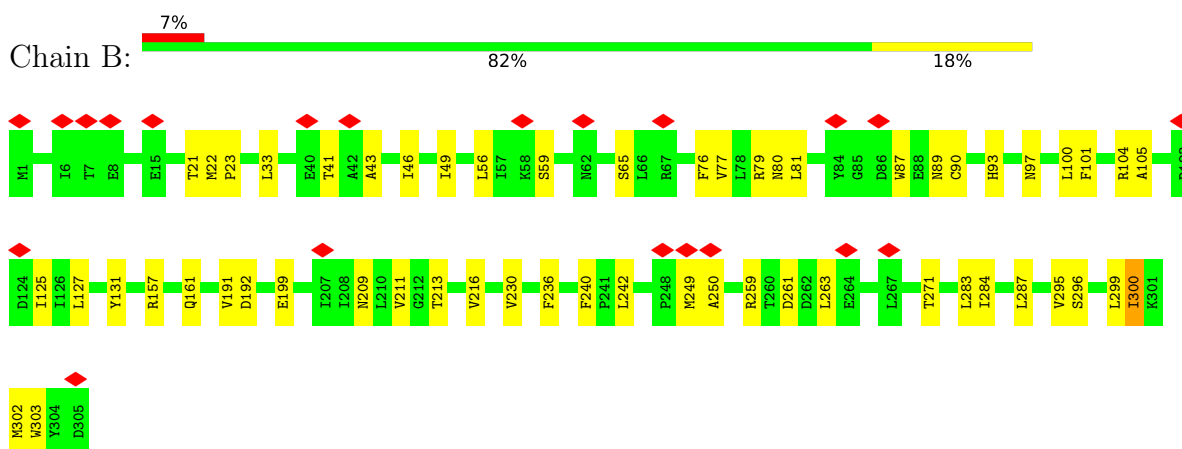 7%
Chain B:
82% 18%
M1 I6 T7 E8 E15 T21 M22 P23 L33 E40 T41 A42 A43 I46 I49 L56 I57 K58 S59 N62 S65 L66 R67 F76 V77 L78 R79 N80 L81 Y84 G85 D86 W87 E88 N89 C90 H93 N97 L100 F101 R104 A105
D124 I125 I126 L127 Y131 R157 Q161 V191 D192 E199 I207 I208 N209 L210 V211 G212 T213 V216 V230 F236 F240 P241 L242 P248 M249 A250 R259 T260 D261 D262 L263 E264 L267 T271 L283 I284 L287 V295 S296 L299 I300 K301
M302 W303 Y304 D305